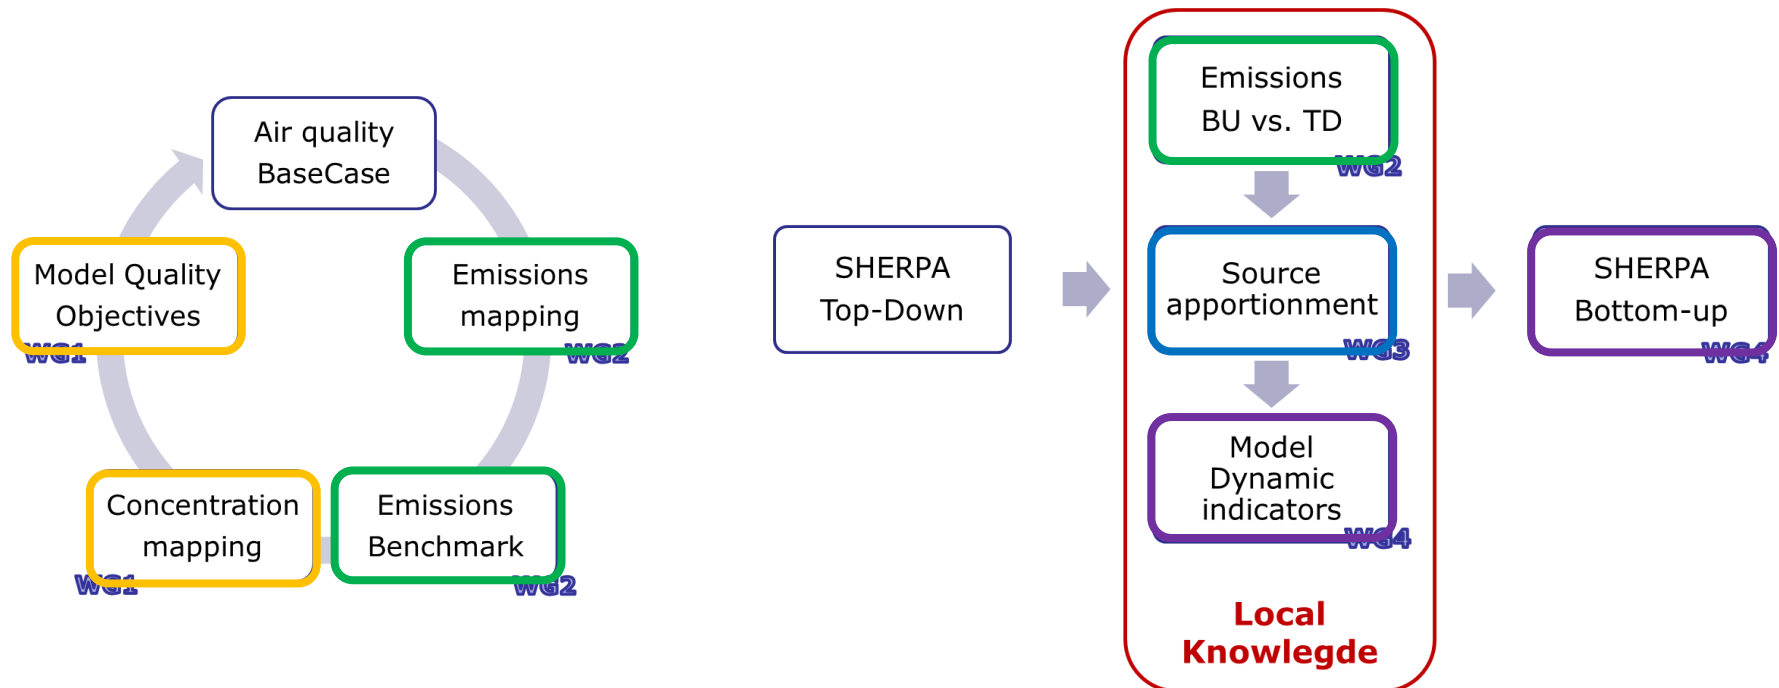 Air quality
BaseCase
Emissions
mapping
WG2
Emissions
Benchmark
WG2
Concentration
mapping
WG1
Model Quality
Objectives
WG1
SHERPA
Top-Down
Emissions
BU vs. TD
WG2
Source
apportionment
WG3
Model
Dynamic
indicators
WG4
Local
Knowlegde
SHERPA
Bottom-up
WG4